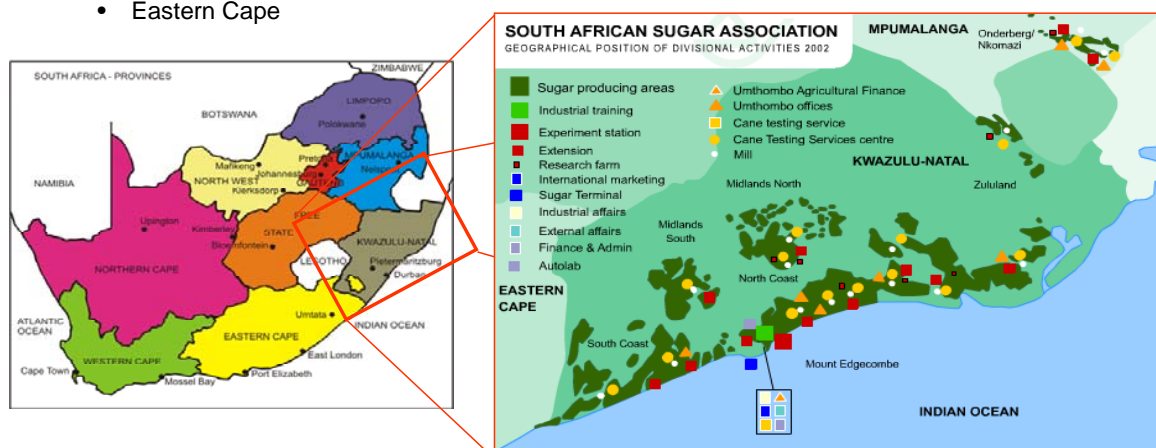 • Eastern Cape
SOUTH AFRICA - PROVINCES
ZIMBABWE
BOTSWANA
LIMPOPO
Polokwane
NAMIBIA
Mafikeng
Pretoria
MPUMALANGA
Nelspruit
Johannesburg
GAUTENG
NORTH WEST
Klerksdorp
Upington
Kimberley
FREE
STATE
Bloemfontein
KWAZULU-NATAL
LESOTHO
Pietermaritzburg
Durban
NORTHERN CAPE
Umtata
ATLANTIC
OCEAN
INDIAN OCEAN
EASTERN CAPE
WESTERN CAPE
East London
Cape Town
Mossel Bay
Port Elizabeth
SOUTH AFRICAN SUGAR ASSOCIATION
GEOGRAPHICAL POSITION OF DIVISIONAL ACTIVITIES 2002
Sugar producing areas
Industrial training
Experiment station
Extension
Research farm
International marketing
Sugar Terminal
Industrial affairs
External affairs
Finance & Admin
Autolab
Umthombo Agricultural Finance
Umthombo offices
Cane testing service
Cane Testing Services centre
Mill
MPUMALANGA
Onderberg/
Nkomazi
KWAZULU-NATAL
Zululand
Midlands North
Midlands
South
North Coast
EASTERN
CAPE
South Coast
Mount Edgecombe
INDIAN OCEAN